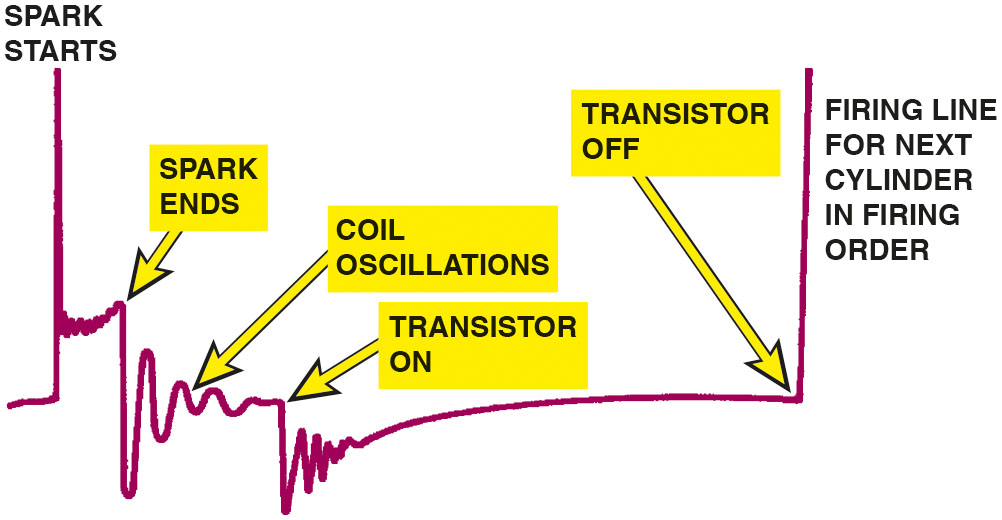 SPARK
STARTS
SPARK
ENDS
COIL
OSCILLATIONS
TRANSISTOR
ON
TRANSISTOR
OFF
FIRING LINE
FOR NEXT
CYLINDER
IN FIRING
ORDER